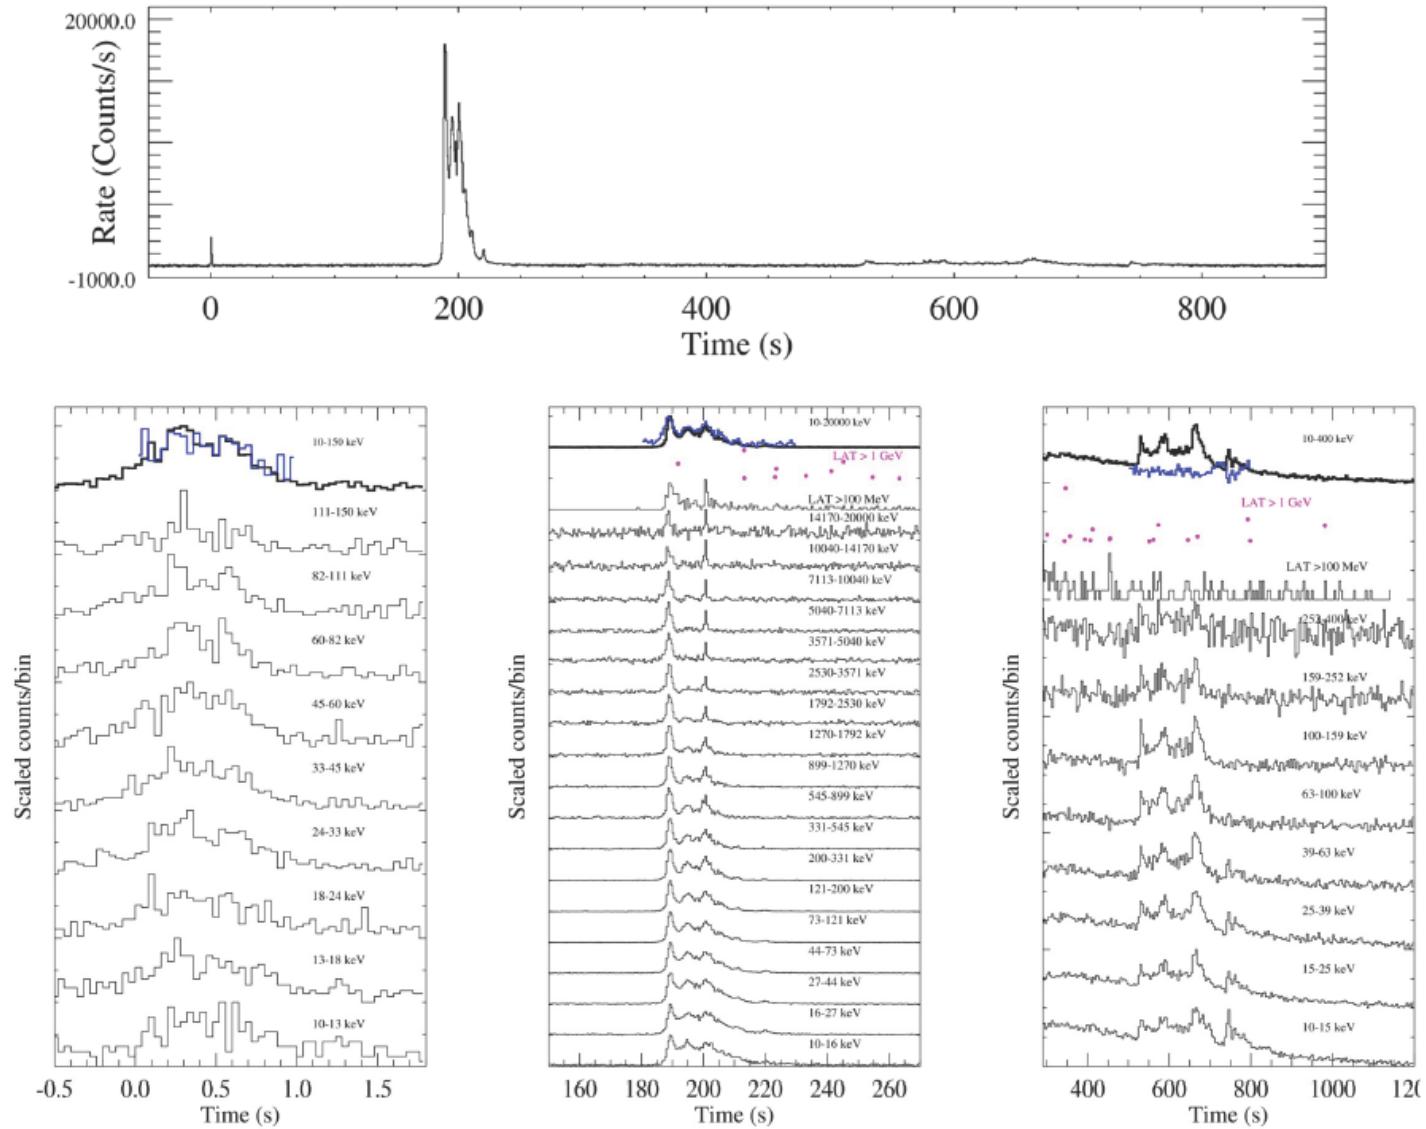 20000.0
Rate (Counts/s)
-1000.0
0 200 400 600 800
Time (s)
Scaled counts/bin
10-150 keV
111-150 keV
82-111 keV
60-82 keV
45-60 keV
33-45 keV
24-33 keV
18-24 keV
13-18 keV
10-13 keV
-0.5 0.0 0.5 1.0 1.5
Time (s)
Scaled counts/bin
10-20000 keV
LAT > 1 GeV
LAT >100 MeV
14170-20000 keV
10040-14170 keV
7113-10040 keV
5040-7113 keV
3571-5040 keV
2530-3571 keV
1792-2530 keV
1270-1792 keV
899-1270 keV
545-899 keV
331-545 keV
200-331 keV
121-200 keV
73-121 keV
44-73 keV
27-44 keV
16-27 keV
10-16 keV
160 180 200 220 240 260
Time (s)
Scaled counts/bin
10-400 keV
LAT > 1 GeV
LAT >100 MeV
252-400 keV
159-252 keV
100-159 keV
63-100 keV
39-63 keV
25-39 keV
15-25 keV
10-15 keV
400 600 800 1000 120
Time (s)